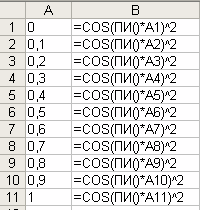 A B
1 0 =COS(ПИ()*A1)^2
2 0,1 =COS(ПИ()*A2)^2
3 0,2 =COS(ПИ()*A3)^2
4 0,3 =COS(ПИ()*A4)^2
5 0,4 =COS(ПИ()*A5)^2
6 0,5 =COS(ПИ()*A6)^2
7 0,6 =COS(ПИ()*A7)^2
8 0,7 =COS(ПИ()*A8)^2
9 0,8 =COS(ПИ()*A9)^2
10 0,9 =COS(ПИ()*A10)^2
11 1 =COS(ПИ()*A11)^2